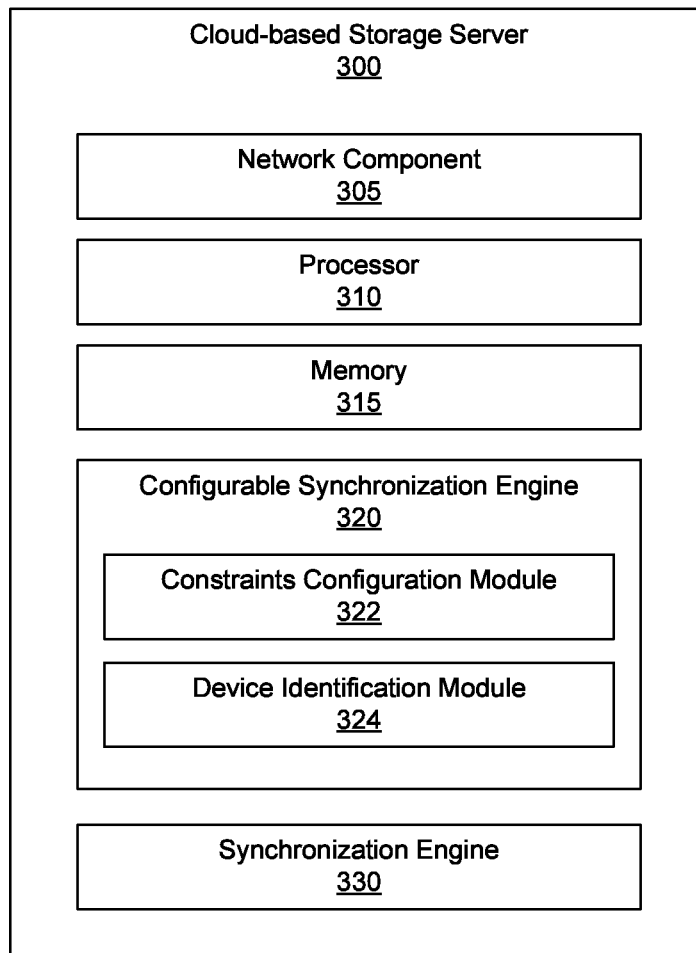 Cloud-based Storage Server
300
Network Component
305
Processor
310
Memory
315
Configurable Synchronization Engine
320
Constraints Configuration Module
322
Device Identification Module
324
Synchronization Engine
330